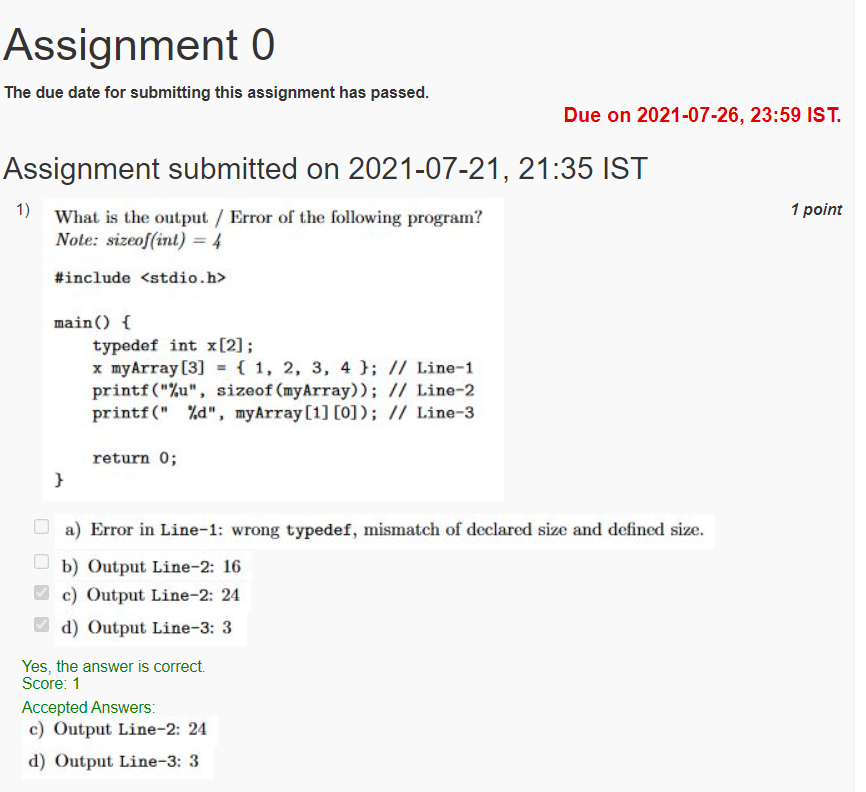 Assignment 0
The due date for submitting this assignment has passed.
Due on 2021-07-26, 23:59 IST.
Assignment submitted on 2021-07-21, 21:35 IST
1) What is the output / Error of the following program? 1 point
Note: sizeof(int) = 4
#include <stdio.h>
main() {
typedef int x[2];
x myArray[3] = { 1, 2, 3, 4 }; // Line-1
printf("%u", sizeof(myArray)); // Line-2
printf("  %d", myArray[1][0]); // Line-3
return 0;
}
a) Error in Line-1: wrong typedef, mismatch of declared size and defined size.
b) Output Line-2: 16
c) Output Line-2: 24
d) Output Line-3: 3
Yes, the answer is correct.
Score: 1
Accepted Answers:
c) Output Line-2: 24
d) Output Line-3: 3